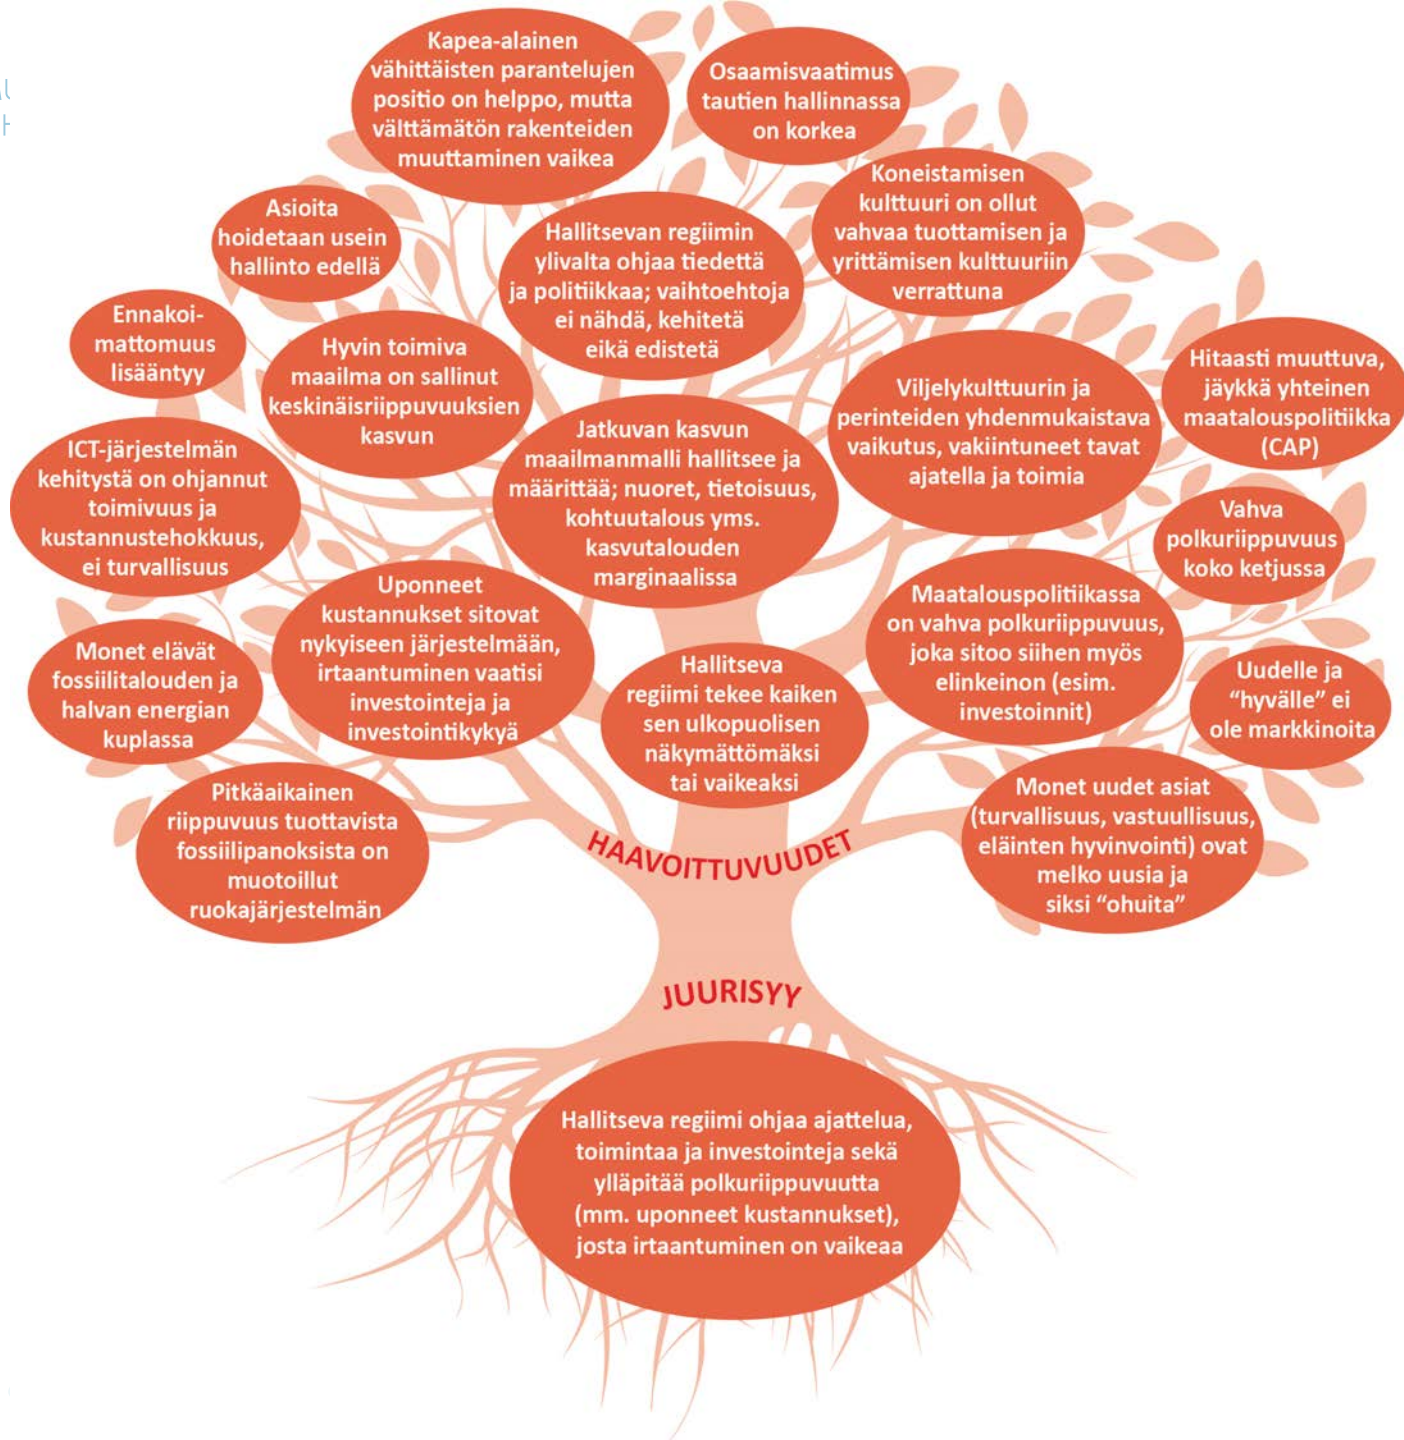 Kapea-alainen
vähittäisten parantelujen
positio on helppo, mutta
välttämätön rakenteiden
muuttaminen vaikea
Osaamisvaatimus
tautien hallinnassa
on korkea
Koneistamisen
kulttuuri on ollut
vahvaa tuottamisen ja
yrittämisen kulttuuriin
verrattuna
Asioita
hoidetaan usein
hallinto edellä
Hallitsevan regiimin
ylivalta ohjaa tiedettä
ja politiikkaa; vaihtoehtoja
ei nähdä, kehitetä
eikä edistetä
Ennakoi-
mattomuus
lisääntyy
Hyvin toimiva
maailma on sallinut
keskinäisriippuvuuksien
kasvun
Viljelykulttuurin ja
perinteiden yhdenmukaistava
vaikutus, vakiintuneet tavat
ajatella ja toimia
Hitaasti muuttuva,
jäykkä yhteinen
maatalouspolitiikka
(CAP)
ICT-järjestelmän
kehitystä on ohjannut
toimivuus ja
kustannustehokkuus,
ei turvallisuus
Jatkuvan kasvun
maailmanmalli hallitsee ja
määrittää; nuoret, tietoisuus,
kohtuutalous yms.
kasvutalouden
marginaalissa
Vahva
polkuriippuvuus
koko ketjussa
Uponneet
kustannukset sitovat
nykyiseen järjestelmään,
irtaantuminen vaatisi
investointeja ja
investointikykyä
Maatalouspolitiikassa
on vahva polkuriippuvuus,
joka sitoo siihen myös
elinkeinon (esim.
investoinnit)
Monet elävät
fossiilitalouden ja
halvan energian
kuplassa
Hallitseva
regiimi tekee kaiken
sen ulkopuolisen
näkymättömäksi
tai vaikeaksi
Uudelle ja
“hyvälle” ei
ole markkinoita
Pitkäaikainen
riippuvuus tuottavista
fossiilipanoksista on
muotoillut
ruokajärjestelmän
Monet uudet asiat
(turvallisuus, vastuullisuus,
eläinten hyvinvointi) ovat
melko uusia ja
siksi “ohuita”
HAAVOITTUVUUDET
JUURISYY
Hallitseva regiimi ohjaa ajattelua,
toimintaa ja investointeja sekä
ylläpitää polkuriippuvuutta
(mm. uponneet kustannukset),
josta irtaantuminen on vaikeaa